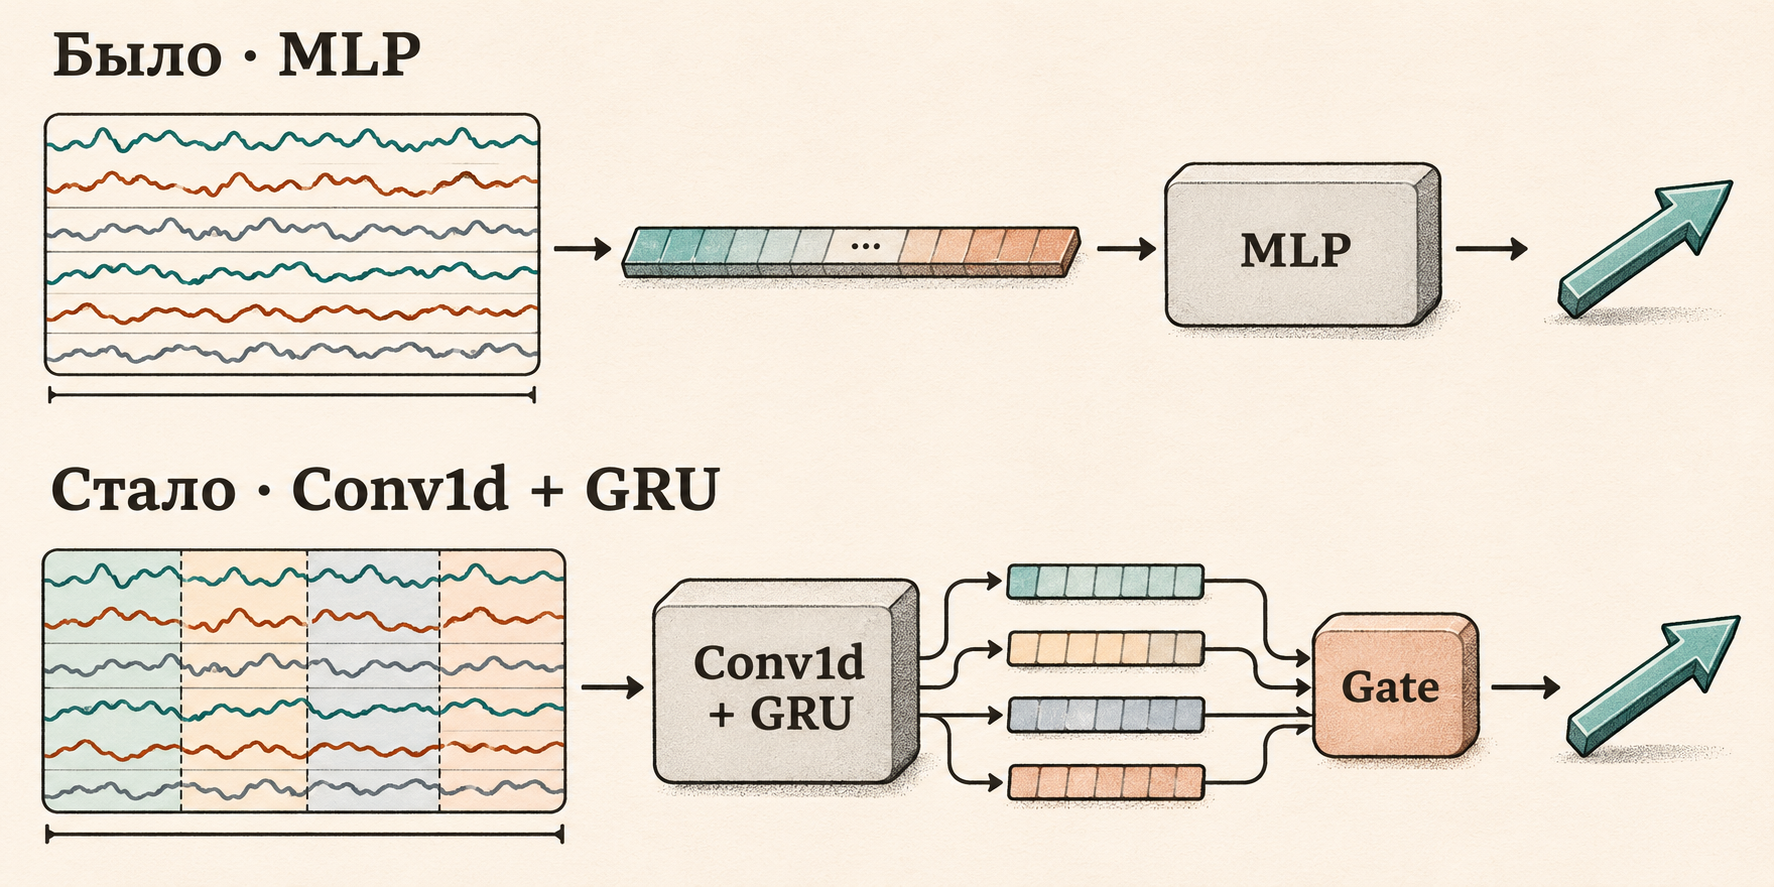 Было · MLP
...
MLP
Стало · Conv1d + GRU
Conv1d
+ GRU
Gate